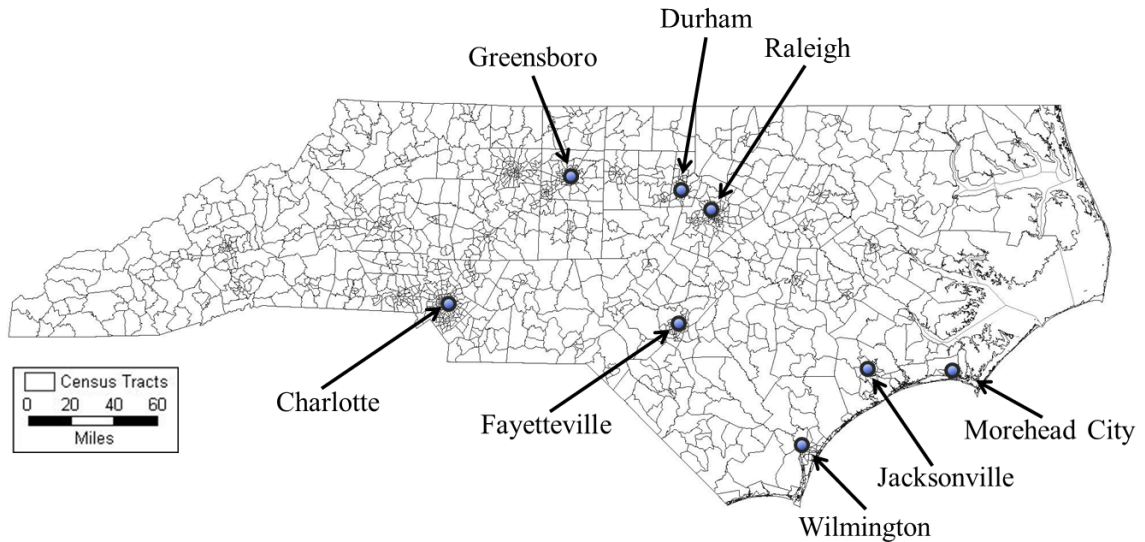 Durham
Raleigh
Greensboro
Census Tracts
0 20 40 60
Miles
Charlotte
Fayetteville
Morehead City
Jacksonville
Wilmington